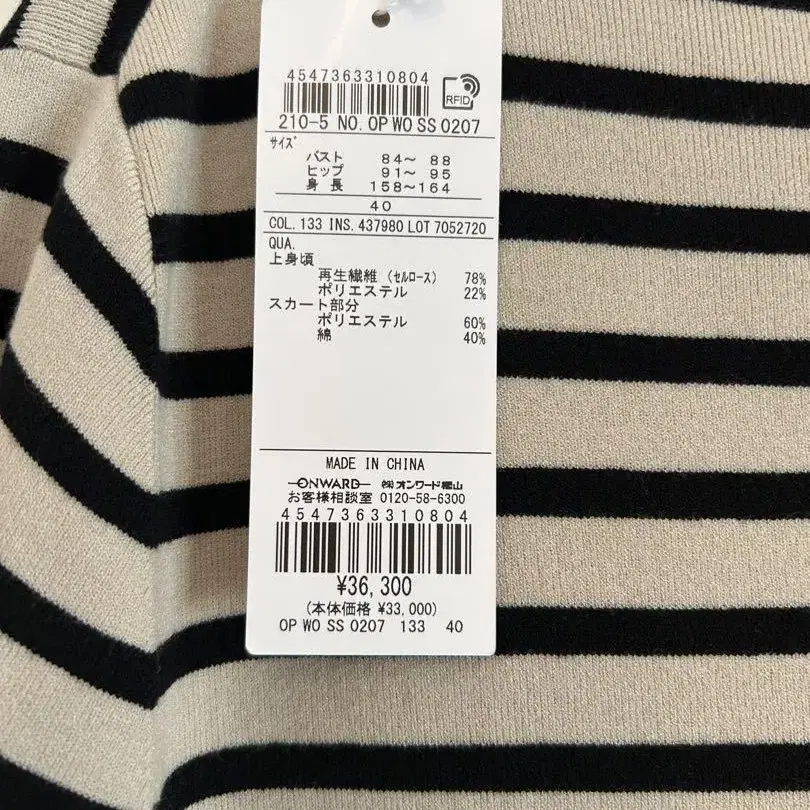 4547363310804
RFID
210-5 NO. OP WO SS 0207
サイズ
バスト 84～ 88
ヒップ 91～ 95
身 長 158～164
40
COL. 133 INS. 437980 LOT 7052720
QUA.
上身頃
再生繊維 (セルロース) 78%
ポリエステル 22%
スカート部分
ポリエステル 60%
綿 40%
MADE IN CHINA
ONWARD ㈱オンワード樫山
お客様相談室 0120-58-6300
4547363310804
¥36,300
(本体価格 ¥33,000)
OP WO SS 0207 133 40